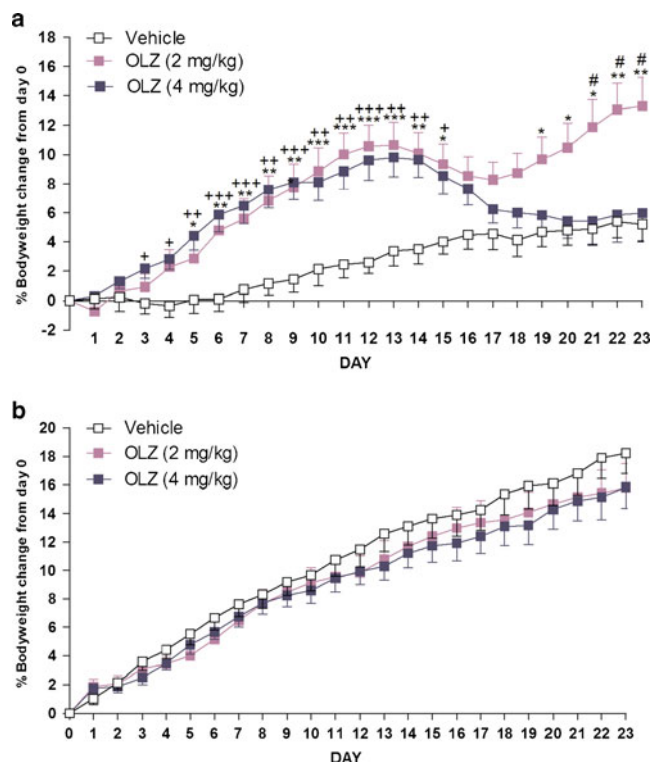 a
Vehicle
OLZ (2 mg/kg)
OLZ (4 mg/kg)
% Bodyweight change from day 0
18
16
14
12
10
8
6
4
2
0
-2
+ + ++ +++ +++ ++ +++ ++ +++ +++ ++ ++ +
* ** ** ** ** *** *** *** *** ** * * * # # #
* ** **
1 2 3 4 5 6 7 8 9 10 11 12 13 14 15 16 17 18 19 20 21 22 23
DAY
b
Vehicle
OLZ (2 mg/kg)
OLZ (4 mg/kg)
% Bodyweight change from day 0
20
18
16
14
12
10
8
6
4
2
0
0 1 2 3 4 5 6 7 8 9 10 11 12 13 14 15 16 17 18 19 20 21 22 23
DAY